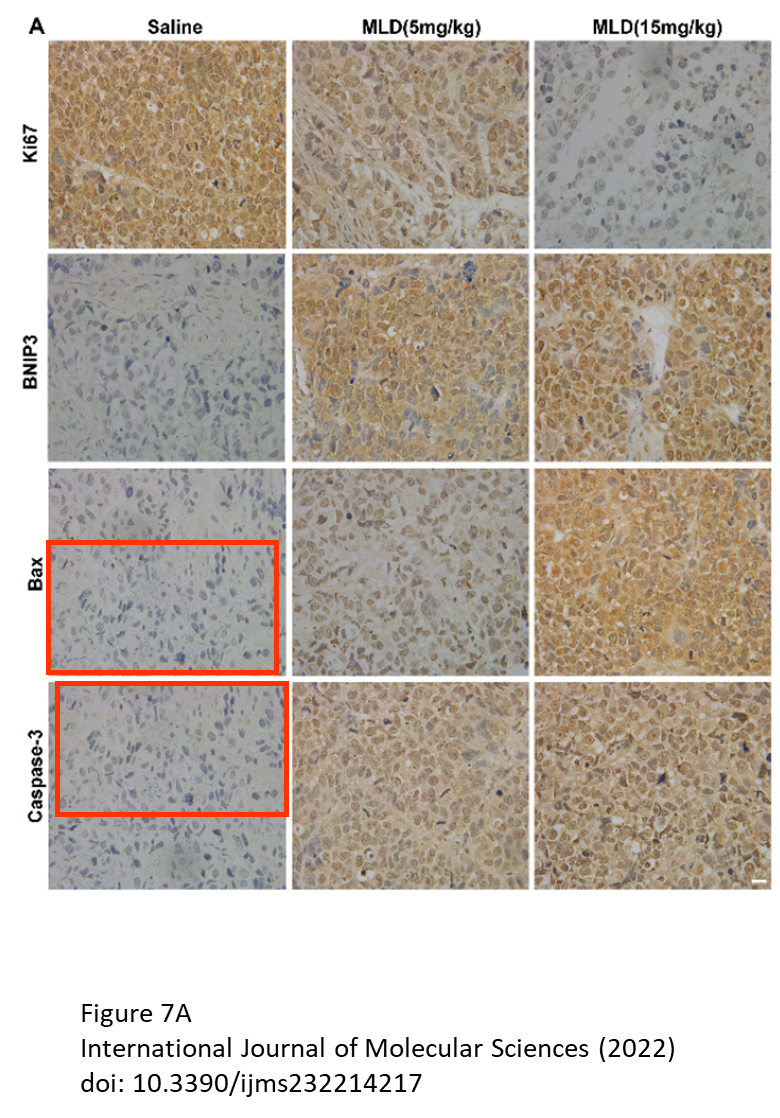 A
Saline
MLD(5mg/kg)
MLD(15mg/kg)
Ki67
BNIP3
Bax
Caspase-3
Figure 7A
International Journal of Molecular Sciences (2022)
doi: 10.3390/ijms232214217